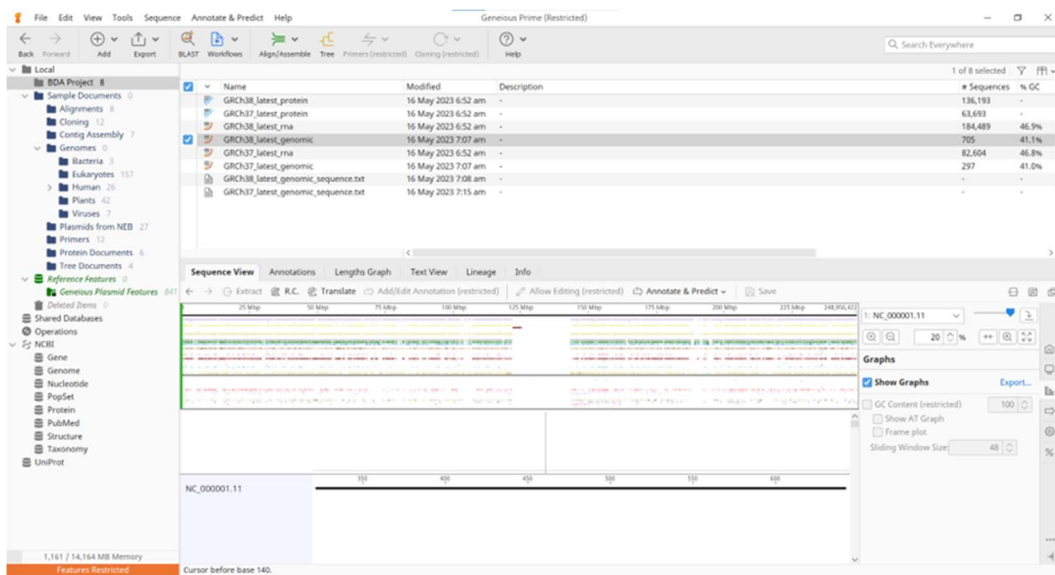 File Edit View Tools Sequence Annotate & Predict Help Geneious Prime (Restricted)
Back Forward Add Export BLAST Workflows Align/Assemble Tree Primers (restricted) Cloning (restricted) Help Search Everywhere
Local 1 of 8 selected
BDA Project 8 Name Modified Description # Sequences % GC
Sample Documents 0 GRCh38_latest_protein 16 May 2023 6:52 am - 136,193 -
Alignments 8 GRCh37_latest_protein 16 May 2023 6:52 am - 63,693 -
Cloning 12 GRCh38_latest_rna 16 May 2023 6:52 am - 184,489 46.9%
Contig Assembly 7 GRCh38_latest_genomic 16 May 2023 7:07 am - 705 41.1%
Genomes 0 GRCh37_latest_rna 16 May 2023 6:52 am - 82,604 46.8%
Bacteria 3 GRCh37_latest_genomic 16 May 2023 7:07 am - 297 41.0%
Eukaryotes 157 GRCh38_latest_genomic_sequence.txt 16 May 2023 7:08 am - - -
Human 26 GRCh37_latest_genomic_sequence.txt 16 May 2023 7:15 am - - -
Plants 42
Viruses 7
Plasmids from NEB 27
Primers 12
Protein Documents 6
Tree Documents 4 Sequence View Annotations Lengths Graph Text View Lineage Info
Reference Features 0
Geneious Plasmid Features 841 Extract R.C. Translate Add/Edit Annotation (restricted) Allow Editing (restricted) Annotate & Predict Save
Deleted Items 0 25 Mbp 50 Mbp 75 Mbp 100 Mbp 125 Mbp 150 Mbp 175 Mbp 200 Mbp 225 Mbp 248,956,422
Shared Databases 1: NC_000001.11
Operations
NCBI 20 %
Gene
Genome Graphs
Nucleotide Show Graphs Export...
PopSet
Protein GC Content (restricted) 100
PubMed Show AT Graph
Structure Frame plot
Taxonomy Sliding Window Size: 48
UniProt
350 400 450 500 550 600
NC_000001.11
1,161 / 14,164 MB Memory
Features Restricted Cursor before base 140.